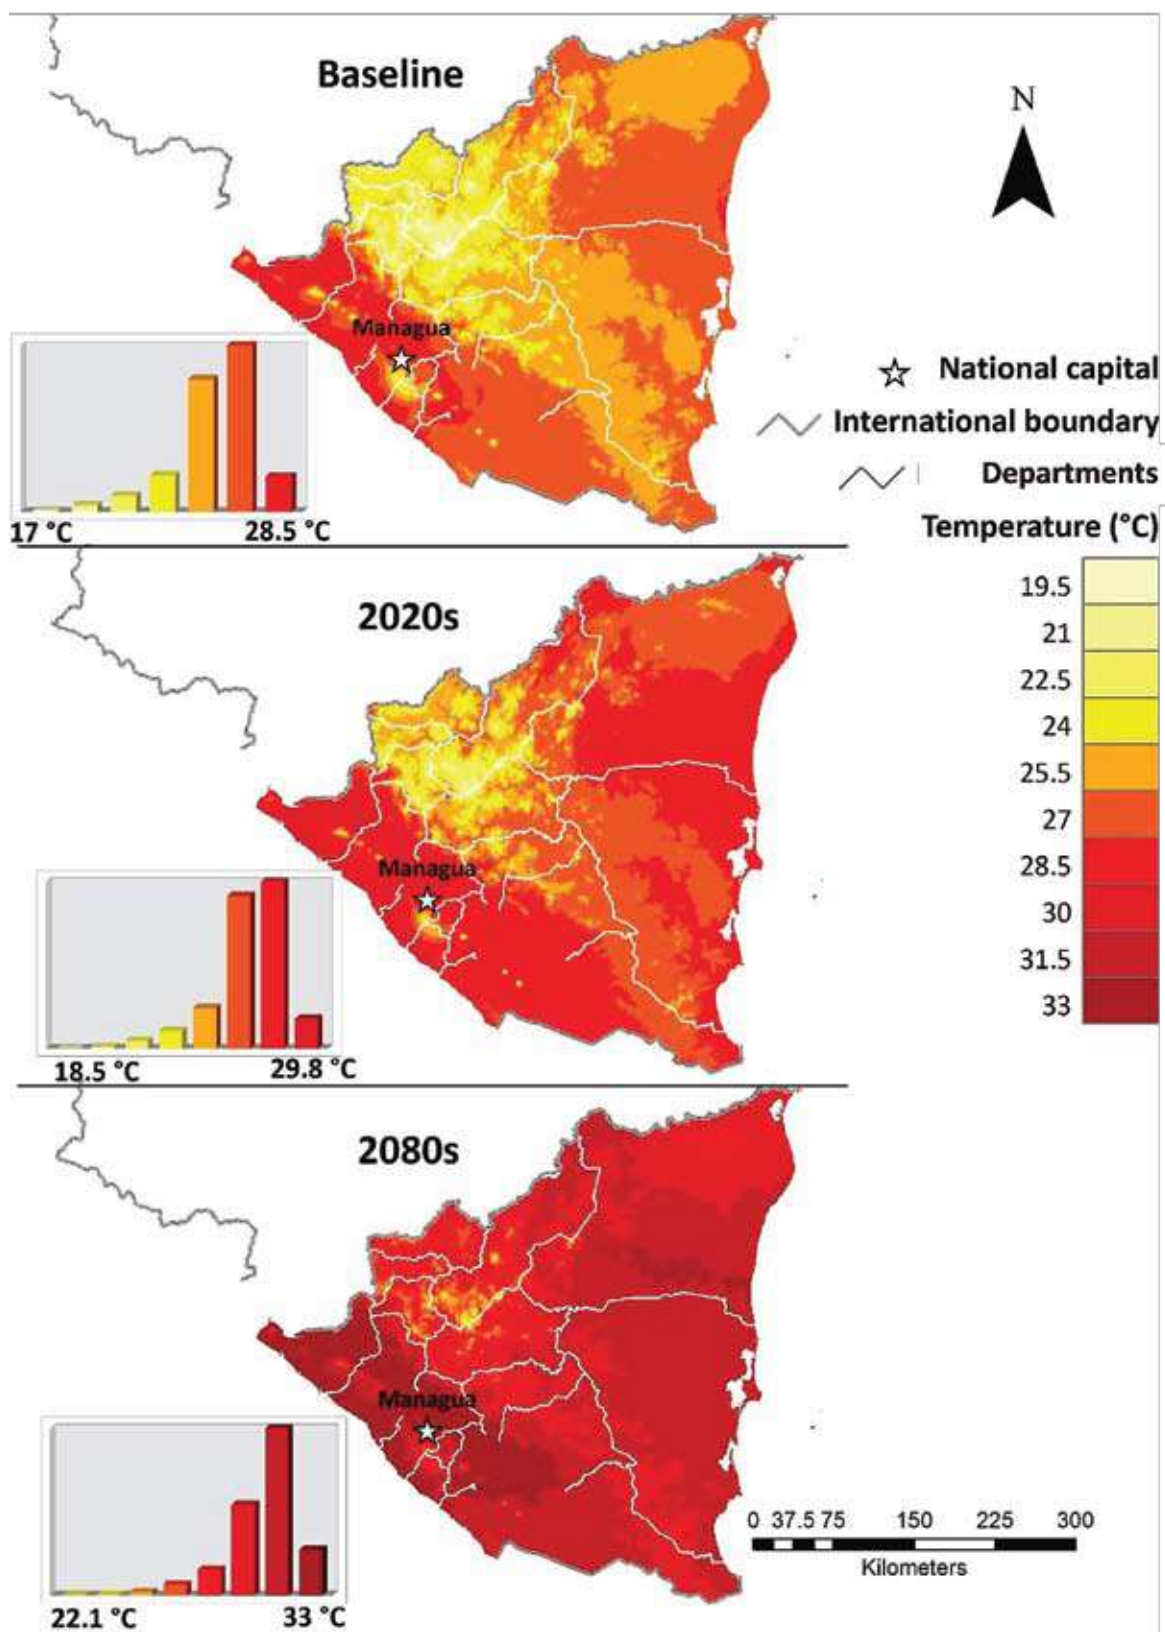 Baseline
N
Managua
National capital
International boundary
Departments
17 °C 28.5 °C
Temperature (°C)
19.5
21
22.5
24
25.5
27
28.5
30
31.5
33
2020s
Managua
18.5 °C 29.8 °C
2080s
Managua
0 37.5 75 150 225 300
Kilometers
22.1 °C 33 °C